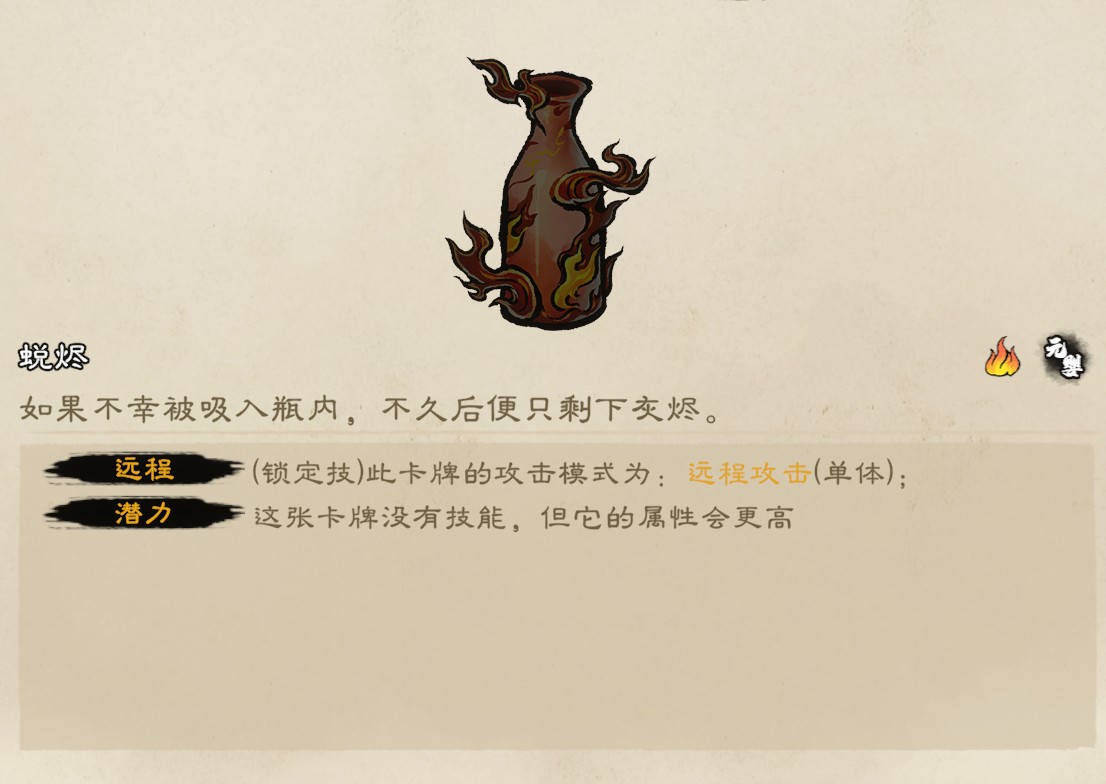 蜕烬
元婴
如果不幸被吸入瓶内，不久后便只剩下灰烬。
远程 (锁定技)此卡牌的攻击模式为：远程攻击(单体)；
潜力 这张卡牌没有技能，但它的属性会更高